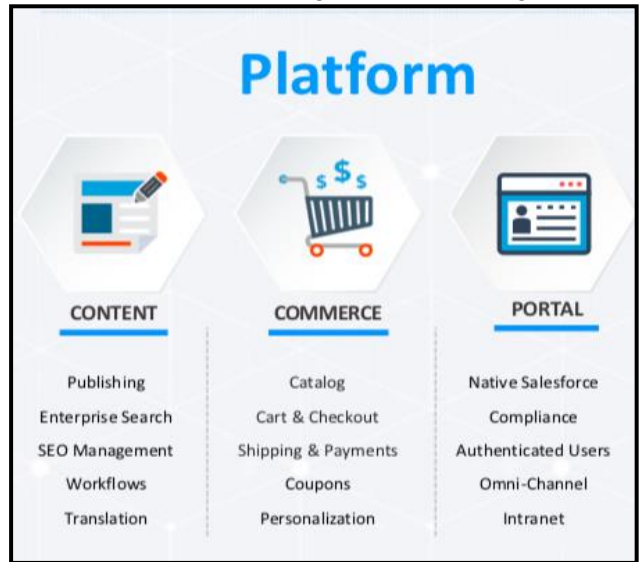 Platform
CONTENT
Publishing
Enterprise Search
SEO Management
Workflows
Translation
COMMERCE
Catalog
Cart & Checkout
Shipping & Payments
Coupons
Personalization
PORTAL
Native Salesforce
Compliance
Authenticated Users
Omni-Channel
Intranet